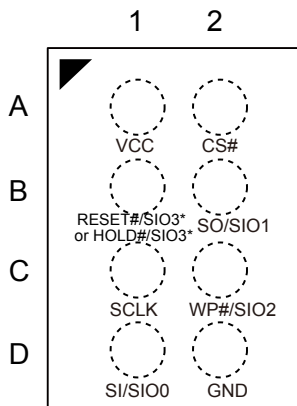 1 2
A
VCC CS#
B
RESET#/SIO3* SO/SIO1
or HOLD#/SIO3*
C
SCLK WP#/SIO2
D
SI/SIO0 GND